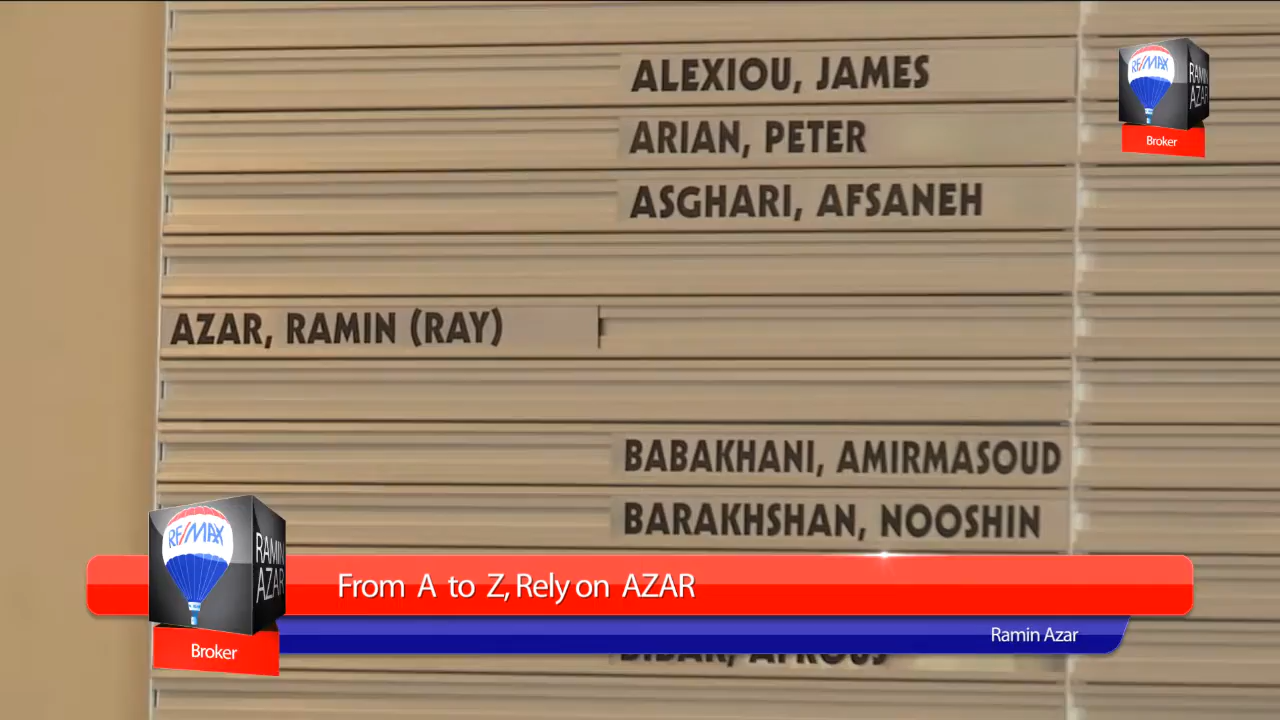 ALEXIOU, JAMES
RE/MAX
RAMIN
AZAR
Broker
ARIAN, PETER
ASGHARI, AFSANEH
AZAR, RAMIN (RAY)
BABAKHANI, AMIRMASOUD
BARAKHSHAN, NOOSHIN
RE/MAX
RAMIN
AZAR
Broker
From A to Z, Rely on AZAR
Ramin Azar